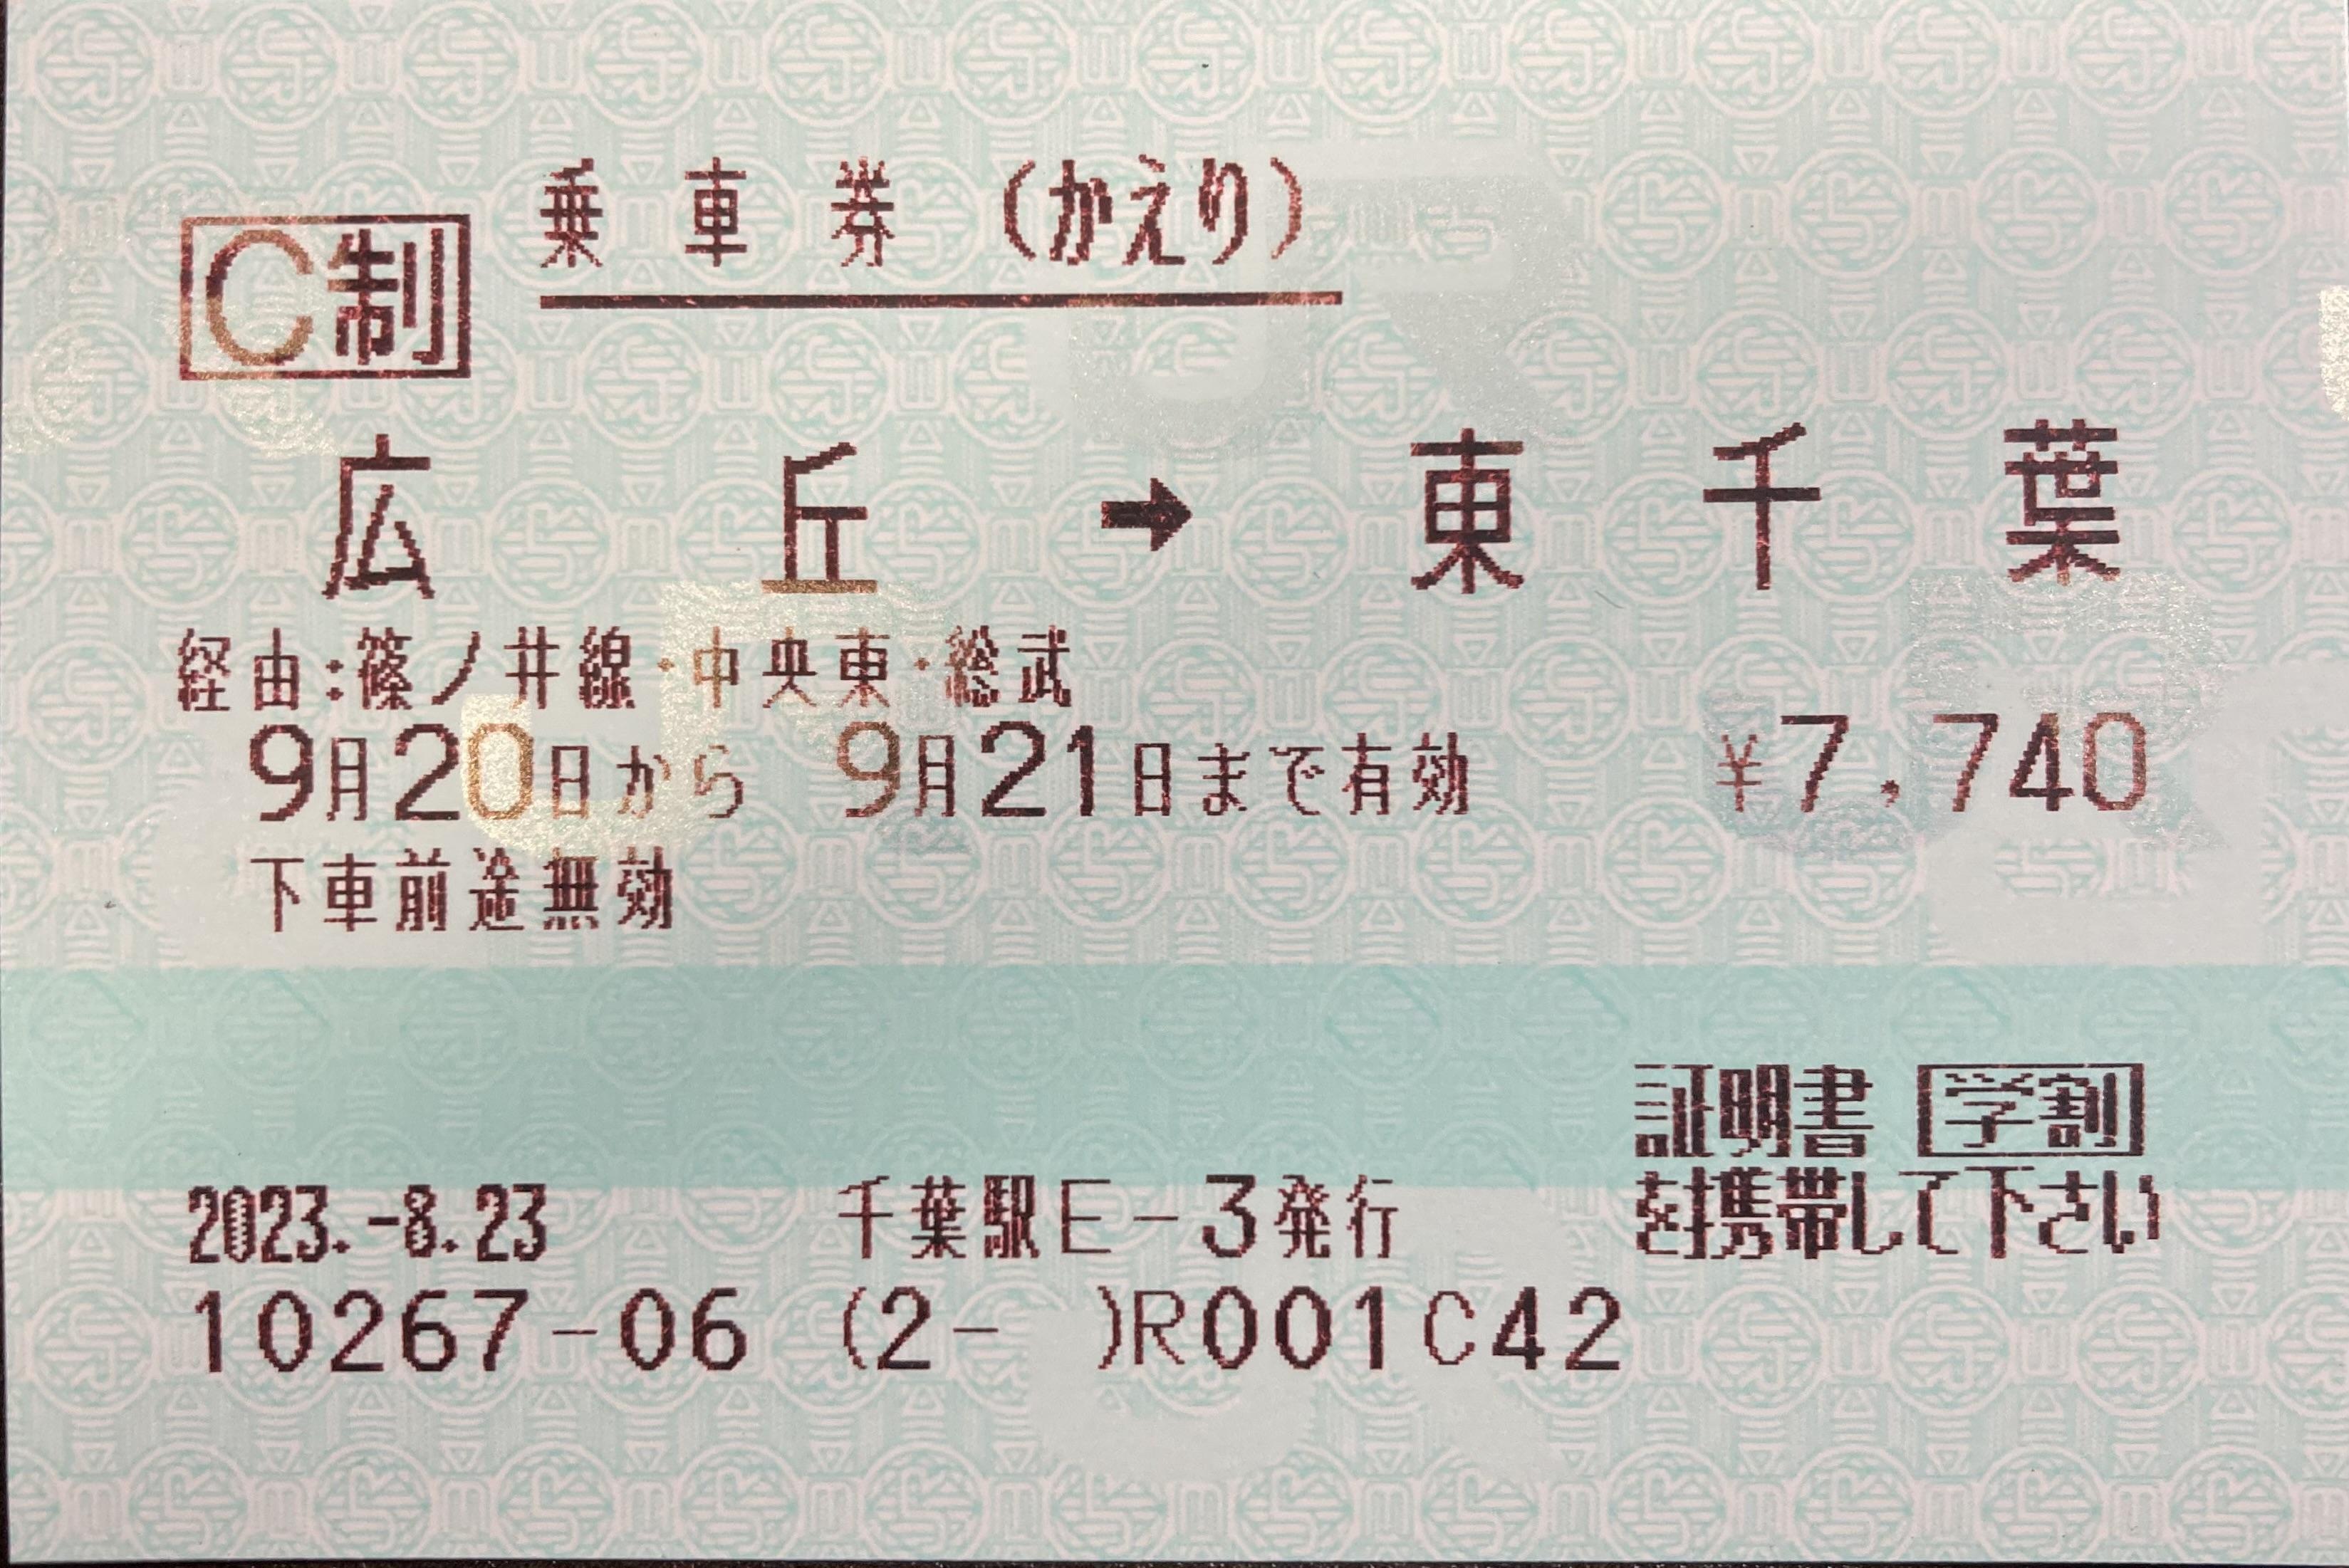 C制 乗車券(かえり)
広丘➡東千葉
経由:篠ノ井線・中央東・総武
9月20日から 9月21日まで有効 ¥7,740
下車前途無効
証明書 学割
を携帯して下さい
2023.-8.23 千葉駅E-3発行
10267-06 (2- )R001C42